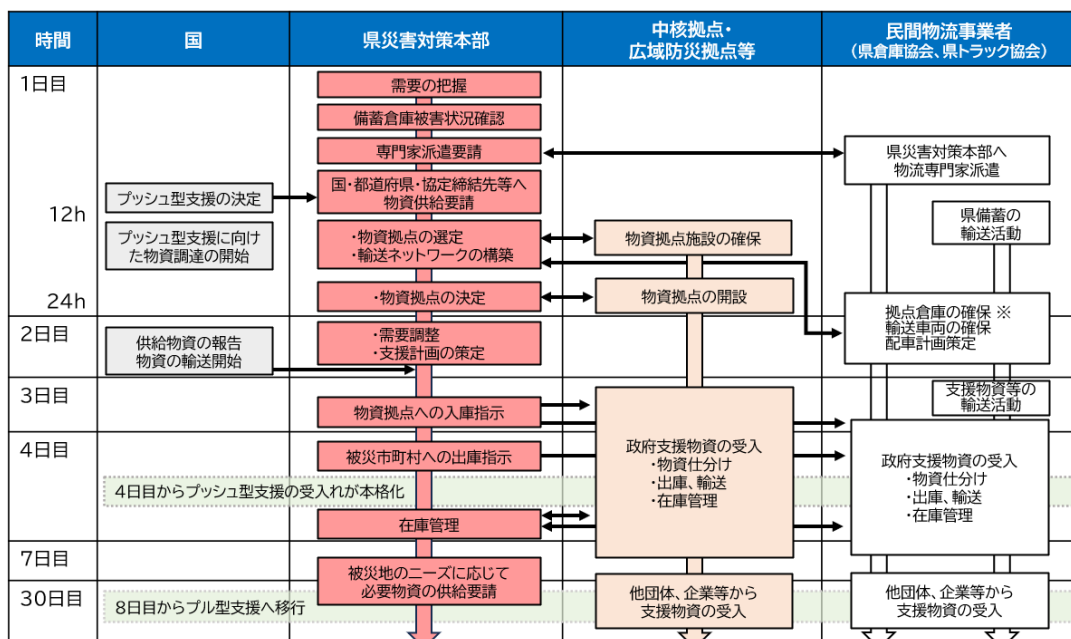 時間
国
県災害対策本部
中核拠点・
広域防災拠点等
民間物流事業者
(県倉庫協会、県トラック協会)
1日目
需要の把握
備蓄倉庫被害状況確認
専門家派遣要請
県災害対策本部へ
物流専門家派遣
プッシュ型支援の決定
国・都道府県・協定締結先等へ
物資供給要請
12h
県備蓄の
輸送活動
プッシュ型支援に向け
た物資調達の開始
・物資拠点の選定
・輸送ネットワークの構築
物資拠点施設の確保
24h
・物資拠点の決定
物資拠点の開設
拠点倉庫の確保 ※
輸送車両の確保
配車計画策定
2日目
供給物資の報告
物資の輸送開始
・需要調整
・支援計画の策定
3日目
支援物資等の
輸送活動
物資拠点への入庫指示
4日目
被災市町村への出庫指示
政府支援物資の受入
・物資仕分け
・出庫、輸送
・在庫管理
政府支援物資の受入
・物資仕分け
・出庫、輸送
・在庫管理
4日目からプッシュ型支援の受入れが本格化
在庫管理
7日目
被災地のニーズに応じて
必要物資の供給要請
30日目
8日目からプル型支援へ移行
他団体、企業等から
支援物資の受入
他団体、企業等から
支援物資の受入